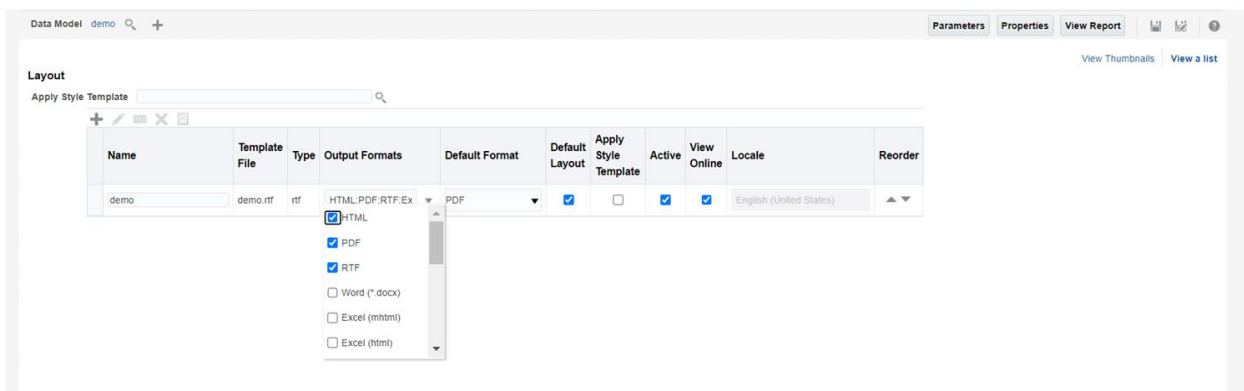 Data Model demo
Parameters Properties View Report
View Thumbnails View a list
Layout
Apply Style Template
Name Template File Type Output Formats Default Format Default Layout Apply Style Template Active View Online Locale Reorder
demo demo.rtf rtf HTML:PDF:RTF:Ex PDF English (United States)
HTML
PDF
RTF
Word (*.docx)
Excel (mhtml)
Excel (html)